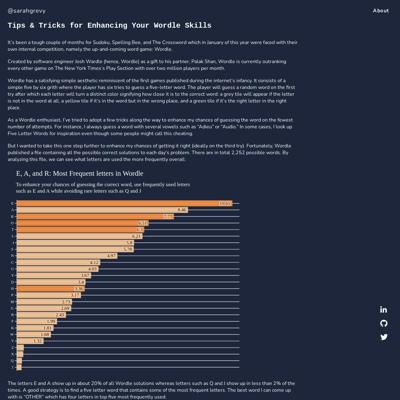 @sarahgrevy
About
Tips & Tricks for Enhancing Your Wordle Skills
It's been a tough couple of months for Sudoku, Spelling Bee, and The Crossword which in January of this year were faced with their
own internal competition, namely the up-and-coming word game: Wordle.
Created by software engineer Josh Wardle (hence, Wordle) as a gift to his partner, Palak Shah, Wordle is currently outranking
every other game on The New York Times's Play Section with over two million players per month.
Wordle has a satisfying simple aesthetic reminiscent of the first games published during the internet's infancy. It consists of a
simple five by six grid where the player has six tries to guess a five-letter word. The player will guess a random word on the first
try after which each letter will turn a distinct color signifying how close it is to the correct word: a grey tile will appear if the letter
is not in the word at all, a yellow tile if it's in the word but in the wrong place, and a green tile if it's the right letter in the right
place.
As a Wordle enthusiast, I've tried to adopt a few tricks along the way to enhance my chances of guessing the word on the fewest
number of attempts. For instance, I always guess a word with several vowels such as "Adieu" or "Audio." In some cases, I look up
Five Letter Words for inspiration even though some people might call this cheating.
But I wanted to take this one step further to enhance my chances of getting it right (ideally on the third try). Fortunately, Wordle
published a file containing all the possible correct solutions to each day's problem. There are in total 2,252 possible words. By
analysing this file, we can see what letters are used the more frequently overall.
E, A, and R: Most Frequent letters in Wordle
To enhance your chances of guessing the correct word, use frequently used letters
such as E and A while avoiding rare letters such as Q and J
The letters E and A show up in about 20% of all Wordle solutions whereas letters such as Q and J show up in less than 2% of the
times. A good strategy is to find a five letter word that contains some of the most frequent letters. The best word I can come
up with is "OTHER" which has four letters in top five most frequently used.